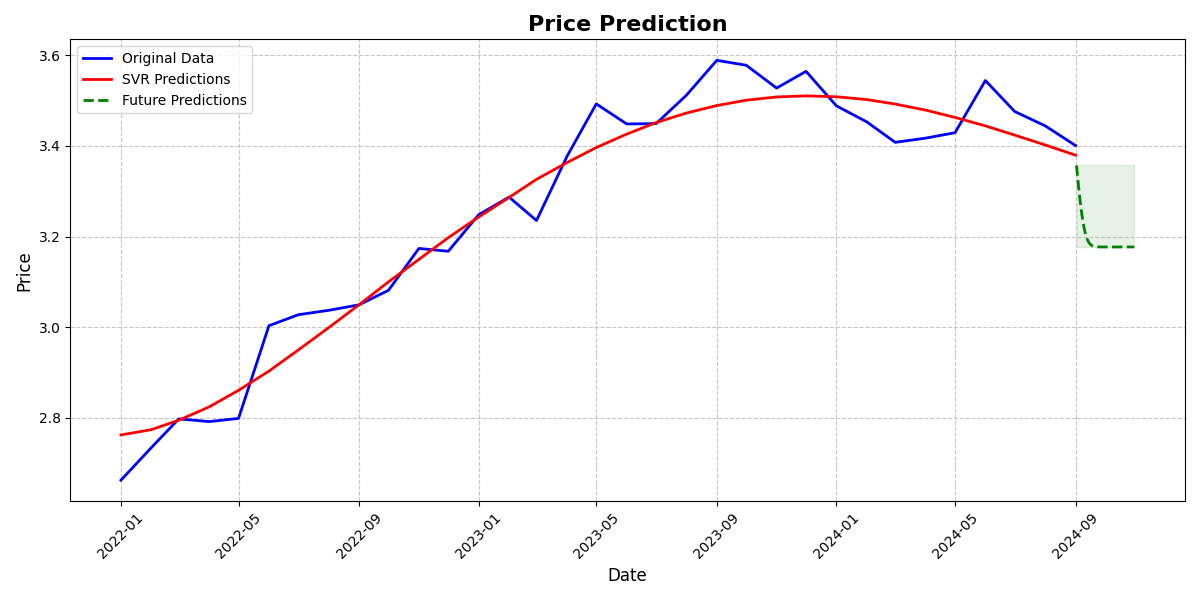 Price Prediction
Original Data
SVR Predictions
Future Predictions
Price
3.6
3.4
3.2
3.0
2.8
2022-01
2022-05
2022-09
2023-01
2023-05
2023-09
2024-01
2024-05
2024-09
Date